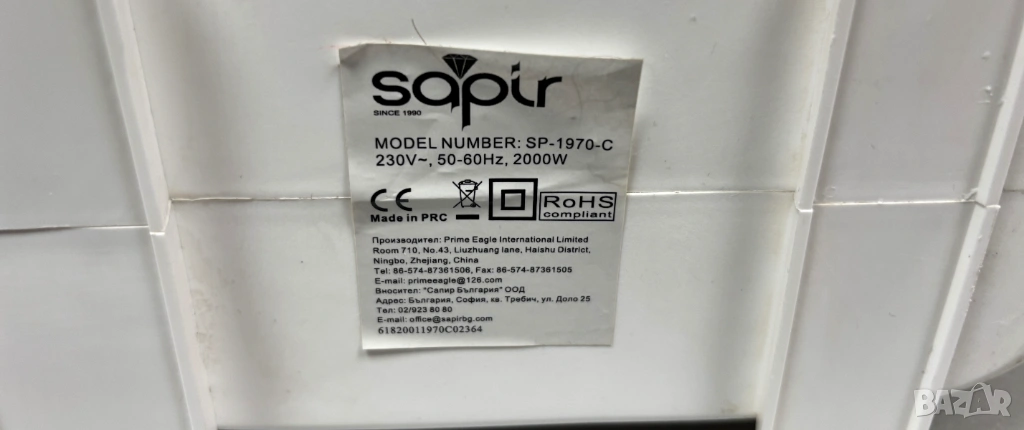 sapir
SINCE 1990
MODEL NUMBER: SP-1970-C
230V~, 50-60Hz, 2000W
CE
Made in PRC
RoHS
compliant
Производител: Prime Eagle International Limited
Room 710, No.43, Liuzhuang lane, Haishu District,
Ningbo, Zhejiang, China
Tel: 86-574-87361506, Fax: 86-574-87361505
E-mail: primeeagle@126.com
Вносител: "Сапир България" ООД
Адрес: България, София, кв. Требич, ул. Доло 25
Тел: 02/923 80 80
E-mail: office@sapirbg.com
61820011970C02364
BAZAR